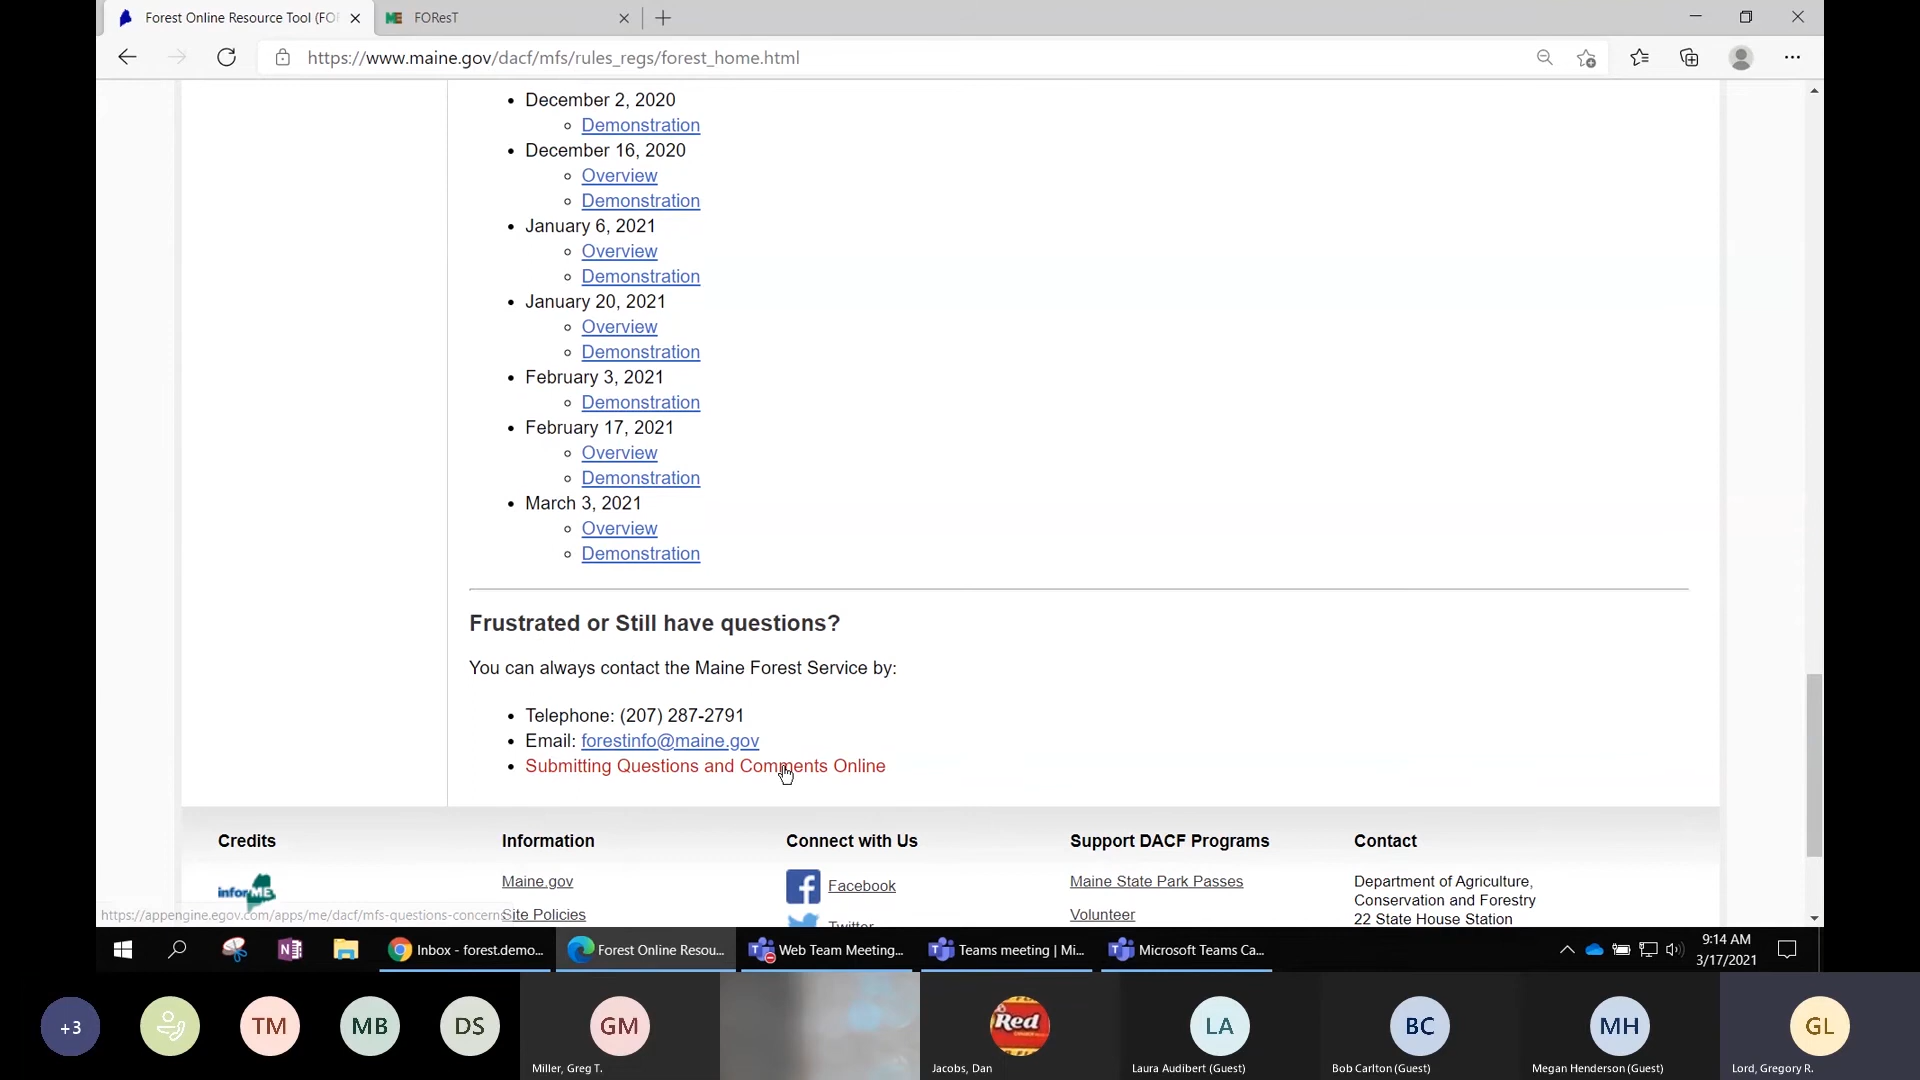 Forest Online Resource Tool (FO
FOResT
https://www.maine.gov/dacf/mfs/rules_regs/forest_home.html
• December 2, 2020
◦ Demonstration
• December 16, 2020
◦ Overview
◦ Demonstration
• January 6, 2021
◦ Overview
◦ Demonstration
• January 20, 2021
◦ Overview
◦ Demonstration
• February 3, 2021
◦ Demonstration
• February 17, 2021
◦ Overview
◦ Demonstration
• March 3, 2021
◦ Overview
◦ Demonstration
Frustrated or Still have questions?
You can always contact the Maine Forest Service by:
• Telephone: (207) 287-2791
• Email: forestinfo@maine.gov
• Submitting Questions and Comments Online
Credits
Information
Connect with Us
Support DACF Programs
Contact
inforME
Maine.gov
Facebook
Maine State Park Passes
Department of Agriculture,
Conservation and Forestry
https://appengine.egov.com/apps/me/dacf/mfs-questions-concerns
Site Policies
Twitter
Volunteer
22 State House Station
Inbox - forest.demo...
Forest Online Resou...
Web Team Meeting...
Teams meeting | Mi...
Microsoft Teams Ca...
9:14 AM
3/17/2021
+3
TM
MB
DS
GM
Red
LA
BC
MH
GL
Miller, Greg T.
Jacobs, Dan
Laura Audibert (Guest)
Bob Carlton (Guest)
Megan Henderson (Guest)
Lord, Gregory R.